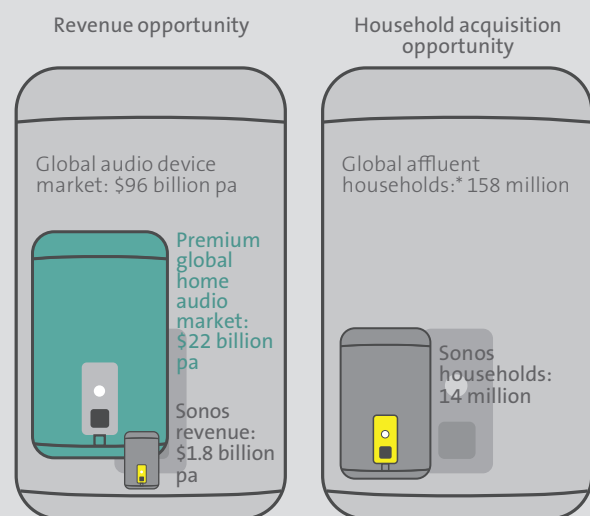 Revenue opportunity
Global audio device
market: $96 billion pa
Premium
global
home
audio
market:
$22 billion
pa
Sonos
revenue:
$1.8 billion
pa
Household acquisition
opportunity
Global affluent
households:* 158 million
Sonos
households:
14 million